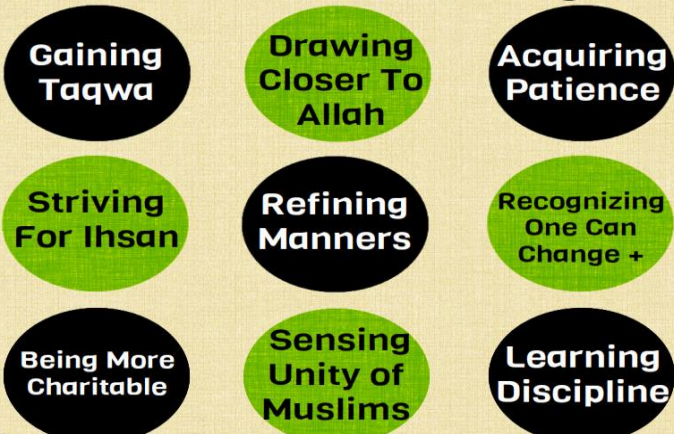 Gaining
Taqwa
Drawing
Closer To
Allah
Acquiring
Patience
Striving
For Ihsan
Refining
Manners
Recognizing
One Can
Change +
Being More
Charitable
Sensing
Unity of
Muslims
Learning
Discipline